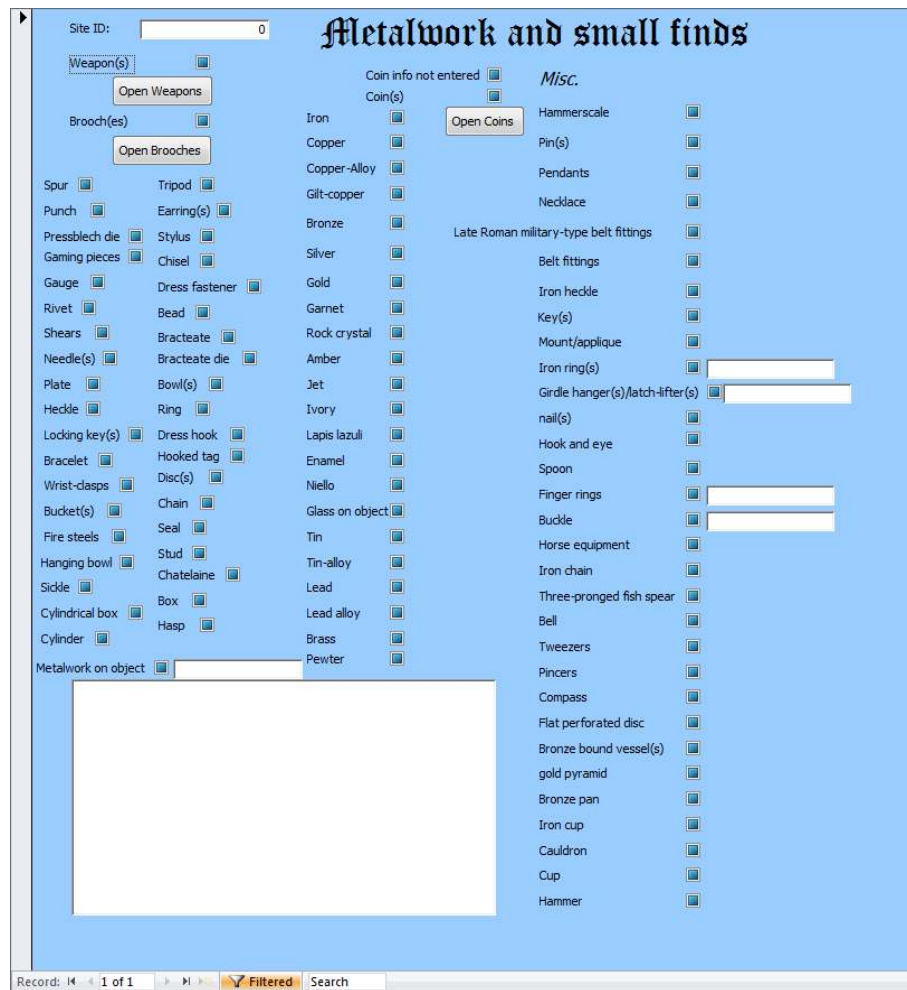 Metalwork and small finds
Site ID: 0
Weapon(s)
Open Weapons
Brooch(es)
Open Brooches
Spur
Punch
Pressblech die
Gaming pieces
Gauge
Rivet
Shears
Needle(s)
Plate
Heckle
Locking key(s)
Bracelet
Wrist-clasps
Bucket(s)
Fire steels
Hanging bowl
Sickle
Cylindrical box
Cylinder
Metalwork on object
Tripod
Earring(s)
Stylus
Chisel
Dress fastener
Bead
Bracteate
Bracteate die
Bowl(s)
Ring
Dress hook
Hooked tag
Disc(s)
Chain
Seal
Stud
Chatelaine
Box
Hasp
Coin info not entered
Coin(s)
Open Coins
Iron
Copper
Copper-Alloy
Gilt-copper
Bronze
Silver
Gold
Garnet
Rock crystal
Amber
Jet
Ivory
Lapis lazuli
Enamel
Niello
Glass on object
Tin
Tin-alloy
Lead
Lead alloy
Brass
Pewter
Misc.
Hammerscale
Pin(s)
Pendants
Necklace
Late Roman military-type belt fittings
Belt fittings
Iron heckle
Key(s)
Mount/applique
Iron ring(s)
Girdle hanger(s)/latch-lifter(s)
nail(s)
Hook and eye
Spoon
Finger rings
Buckle
Horse equipment
Iron chain
Three-pronged fish spear
Bell
Tweezers
Pincers
Compass
Flat perforated disc
Bronze bound vessel(s)
gold pyramid
Bronze pan
Iron cup
Cauldron
Cup
Hammer
Record: 1 of 1 Filtered Search